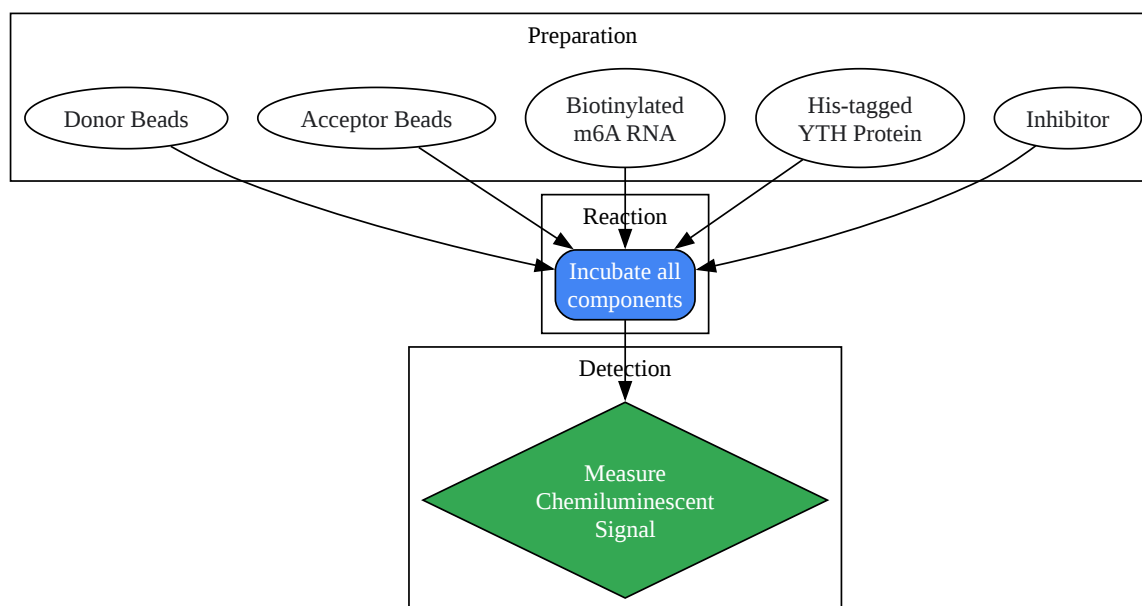 Preparation
Donor Beads
Acceptor Beads
Biotinylated
m6A RNA
His-tagged
YTH Protein
Inhibitor
Reaction
Incubate all
components
Detection
Measure
Chemiluminescent
Signal